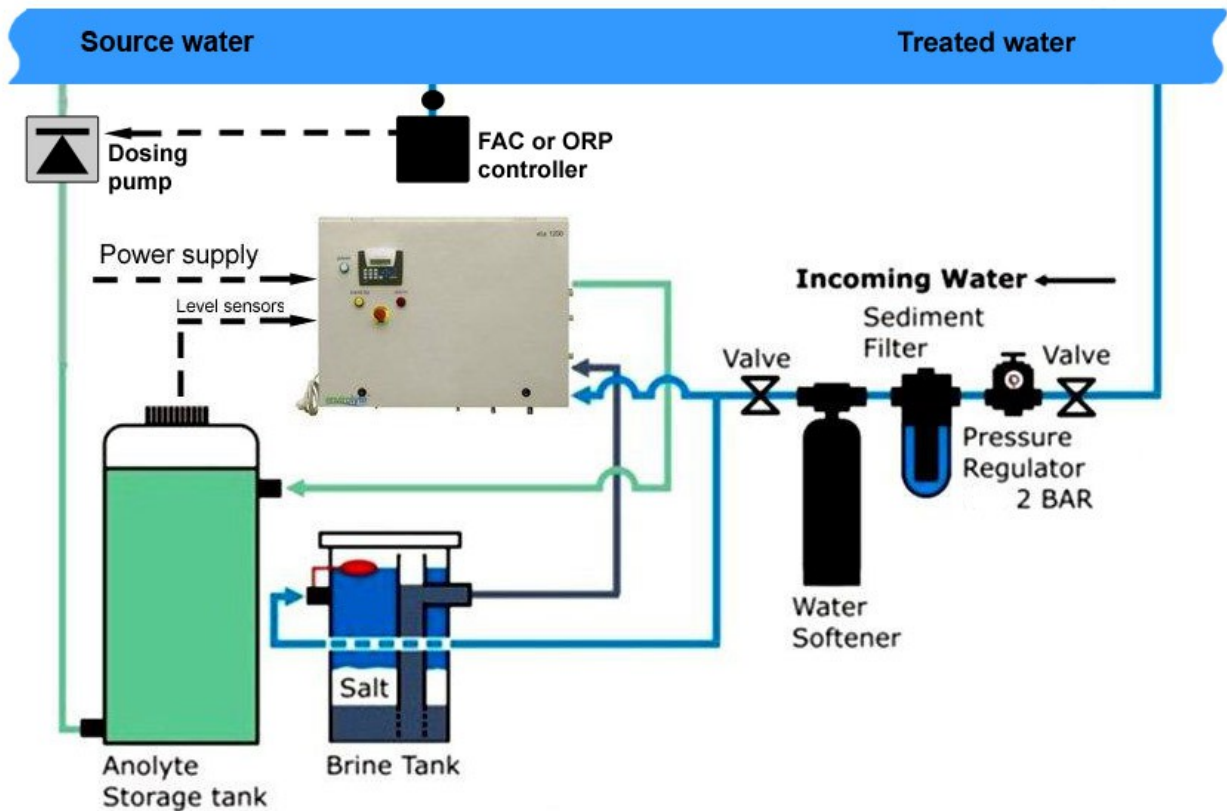 Source water
Treated water
Dosing
pump
FAC or ORP
controller
Power supply
Level sensors
Incoming Water
Sediment
Filter
Valve
Valve
Pressure
Regulator
2 BAR
Water
Softener
Salt
Anolyte
Storage tank
Brine Tank